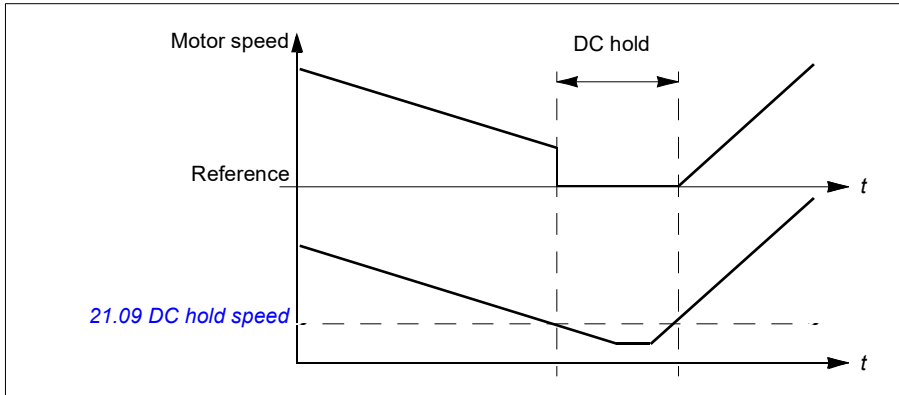 Motor speed
DC hold
Reference
t
21.09 DC hold speed
t